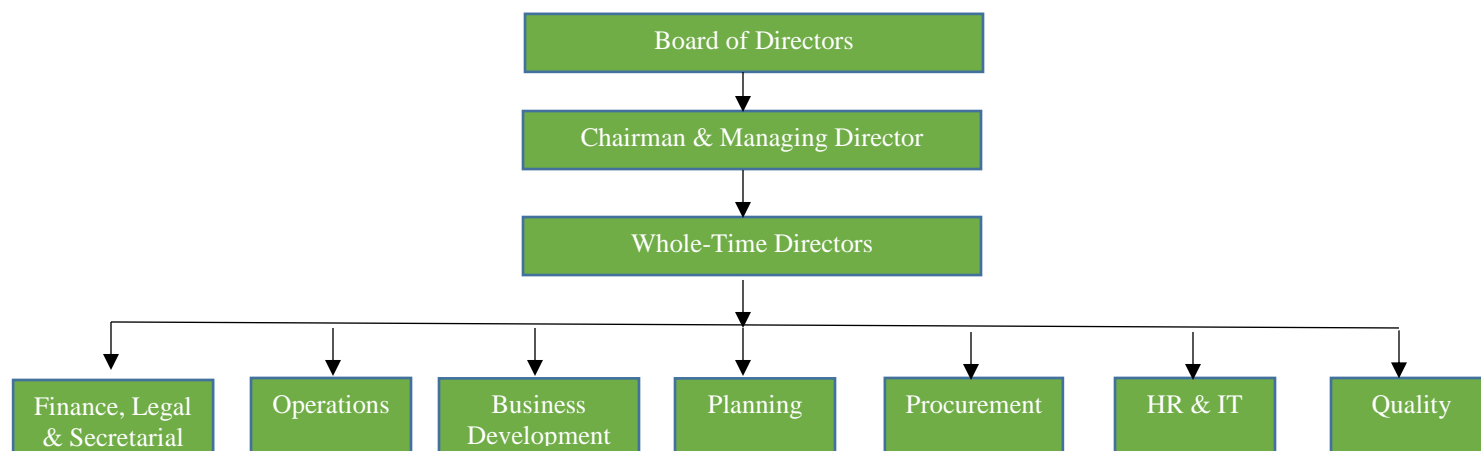 Board of Directors
Chairman & Managing Director
Whole-Time Directors
Finance, Legal
& Secretarial
Operations
Business
Development
Planning
Procurement
HR & IT
Quality